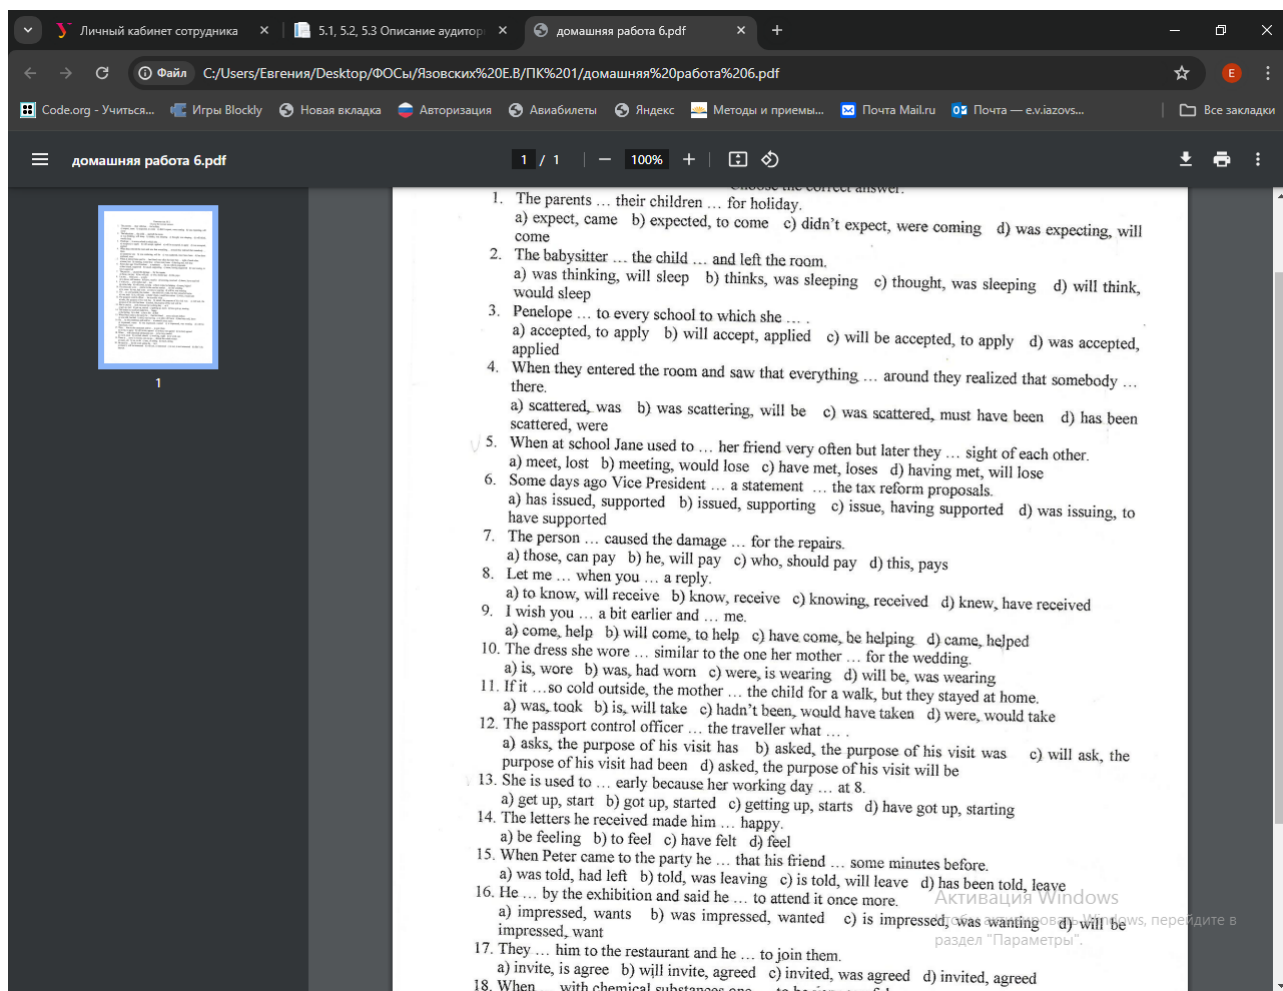 Личный кабинет сотрудника
5.1, 5.2, 5.3 Описание аудитор
домашняя работа 6.pdf
Файл
C:/Users/Евгения/Desktop/ФОСы/Язовских%20Е.В/ПК%201/домашняя%20работа%206.pdf
E
Code.org - Учиться...
Игры Blockly
Новая вкладка
Авторизация
Авиабилеты
Яндекс
Методы и приемы...
Почта Mail.ru
Почта — e.v.iazovs...
Все закладки
домашняя работа 6.pdf
1 / 1
100%
1
Choose the correct answer.
1. The parents … their children … for holiday.
a) expect, came b) expected, to come c) didn't expect, were coming d) was expecting, will
come
2. The babysitter … the child … and left the room.
a) was thinking, will sleep b) thinks, was sleeping c) thought, was sleeping d) will think,
would sleep
3. Penelope … to every school to which she … .
a) accepted, to apply b) will accept, applied c) will be accepted, to apply d) was accepted,
applied
4. When they entered the room and saw that everything … around they realized that somebody …
there.
a) scattered, was b) was scattering, will be c) was scattered, must have been d) has been
scattered, were
5. When at school Jane used to … her friend very often but later they … sight of each other.
a) meet, lost b) meeting, would lose c) have met, loses d) having met, will lose
6. Some days ago Vice President … a statement … the tax reform proposals.
a) has issued, supported b) issued, supporting c) issue, having supported d) was issuing, to
have supported
7. The person … caused the damage … for the repairs.
a) those, can pay b) he, will pay c) who, should pay d) this, pays
8. Let me … when you … a reply.
a) to know, will receive b) know, receive c) knowing, received d) knew, have received
9. I wish you … a bit earlier and … me.
a) come, help b) will come, to help c) have come, be helping d) came, helped
10. The dress she wore … similar to the one her mother … for the wedding.
a) is, wore b) was, had worn c) were, is wearing d) will be, was wearing
11. If it …so cold outside, the mother … the child for a walk, but they stayed at home.
a) was, took b) is, will take c) hadn't been, would have taken d) were, would take
12. The passport control officer … the traveller what … .
a) asks, the purpose of his visit has b) asked, the purpose of his visit was c) will ask, the
purpose of his visit had been d) asked, the purpose of his visit will be
13. She is used to … early because her working day … at 8.
a) get up, start b) got up, started c) getting up, starts d) have got up, starting
14. The letters he received made him … happy.
a) be feeling b) to feel c) have felt d) feel
15. When Peter came to the party he … that his friend … some minutes before.
a) was told, had left b) told, was leaving c) is told, will leave d) has been told, leave
16. He … by the exhibition and said he … to attend it once more.
a) impressed, wants b) was impressed, wanted c) is impressed, was wanting d) will be
impressed, want
17. They … him to the restaurant and he … to join them.
a) invite, is agree b) will invite, agreed c) invited, was agreed d) invited, agreed
18. When … with chemical substances one …
Активация Windows
Чтобы активировать Windows, перейдите в
раздел "Параметры".